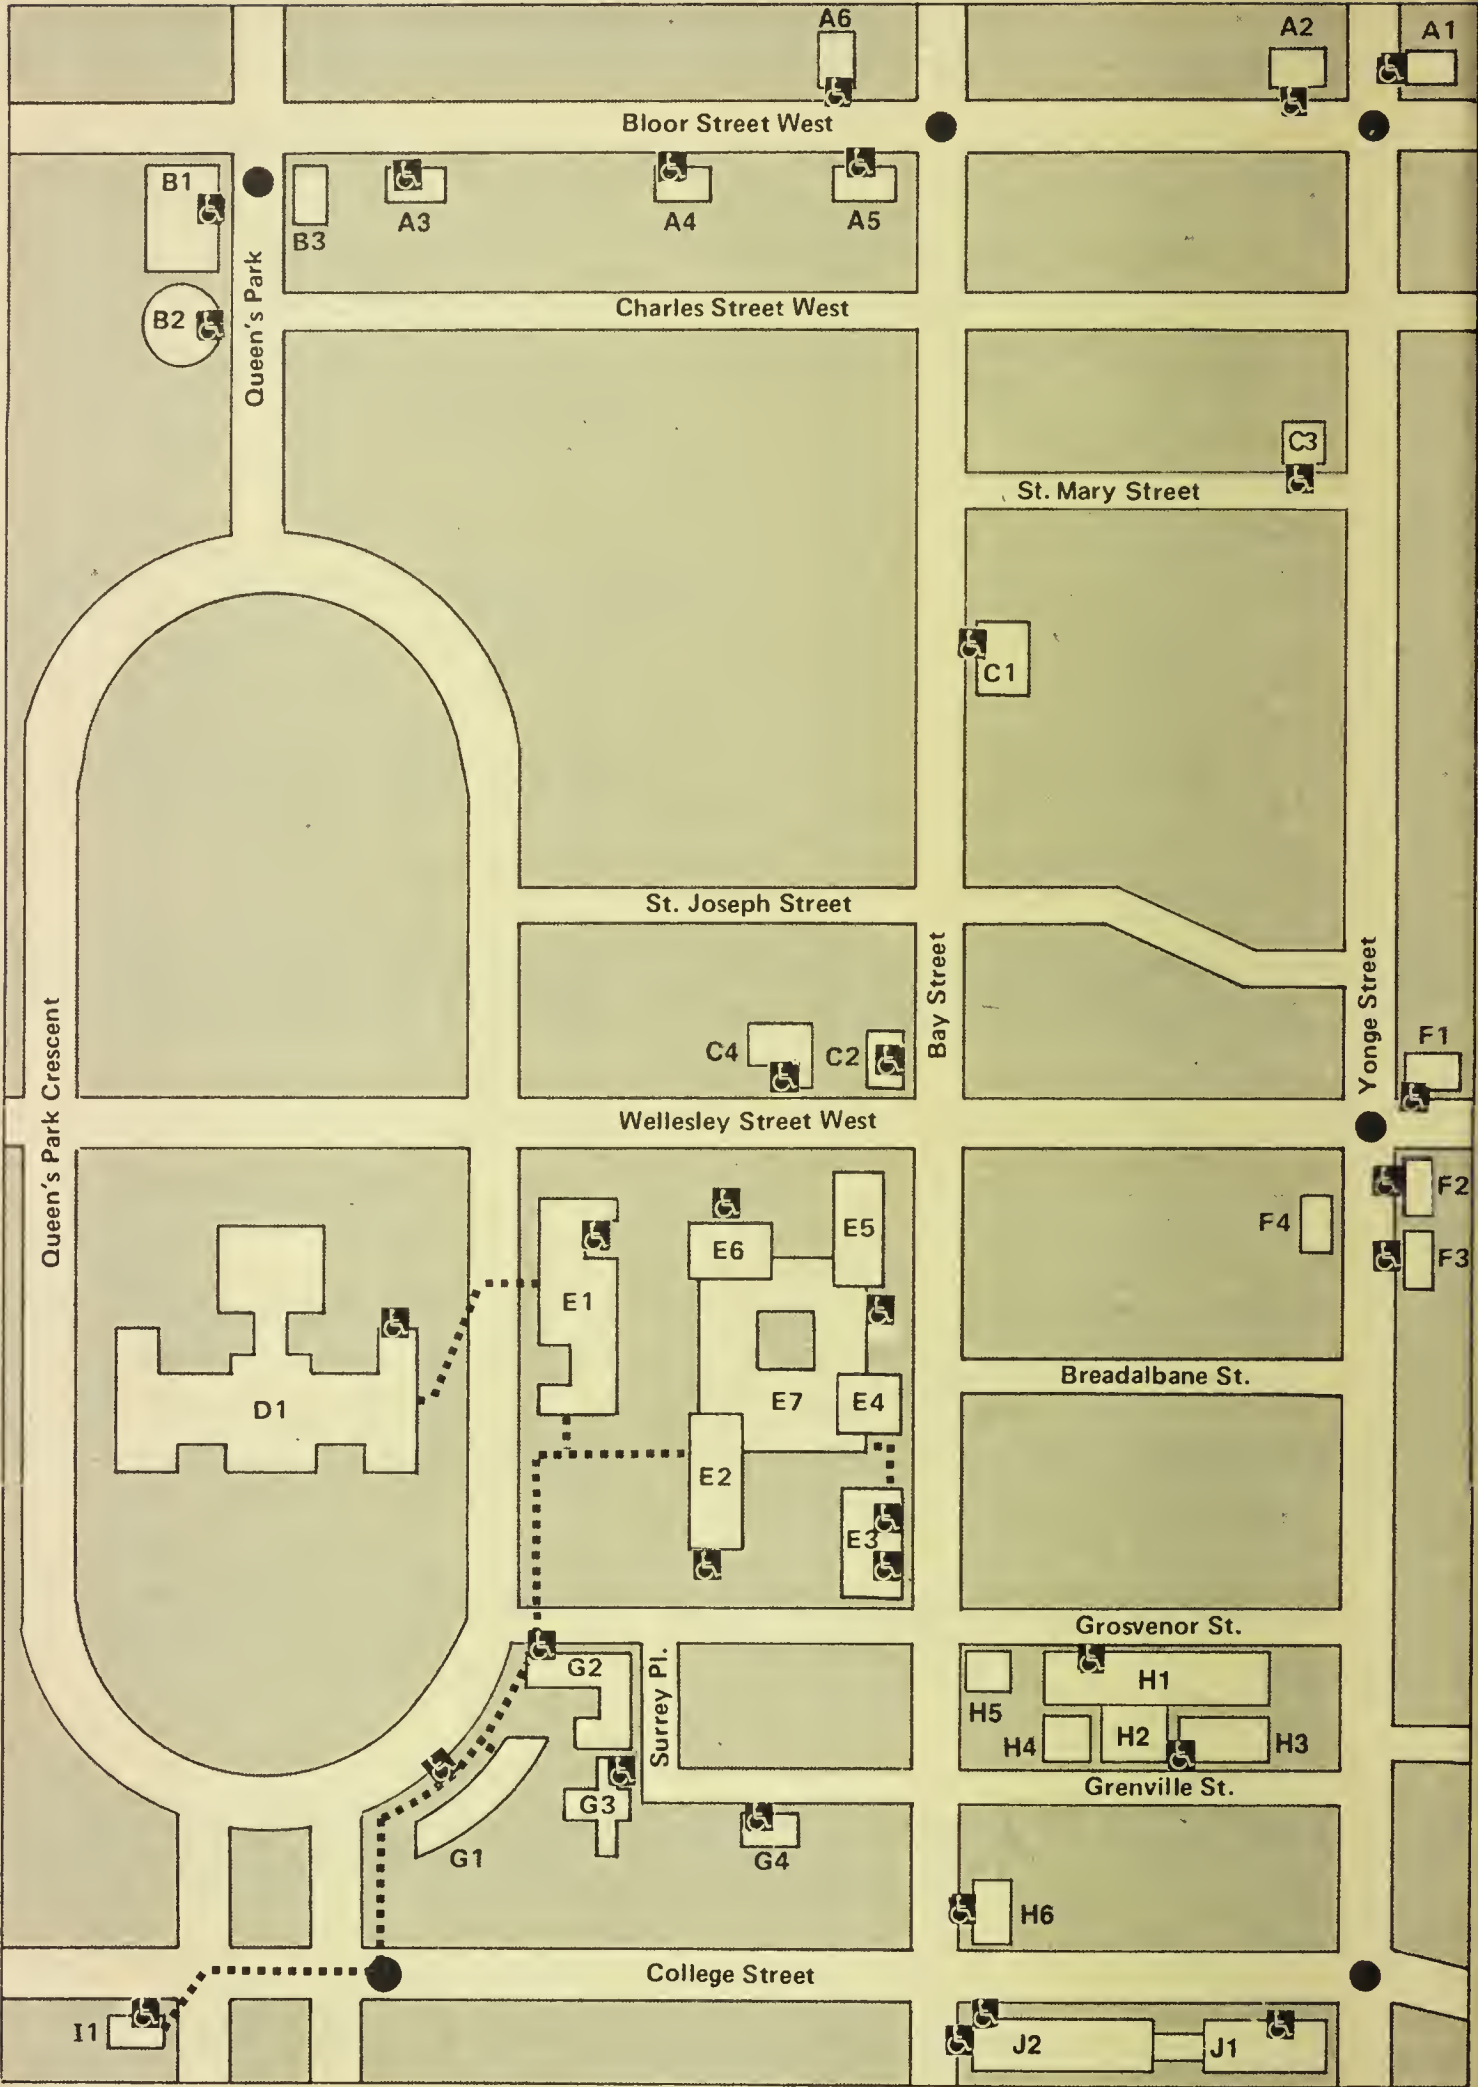 A6
A2
A1
Bloor Street West
B1
B3
A3
A4
A5
Queen's Park
Charles Street West
B2
C3
St. Mary Street
C1
St. Joseph Street
Bay Street
Yonge Street
Queen's Park Crescent
C4
C2
F1
Wellesley Street West
F2
F4
F3
E5
E6
E1
D1
E7
E4
Breadalbane St.
E2
E3
Grosvenor St.
G2
Surrey Pl.
H1
H5
H4
H2
H3
Grenville St.
G3
G1
G4
H6
College Street
I1
J2
J1